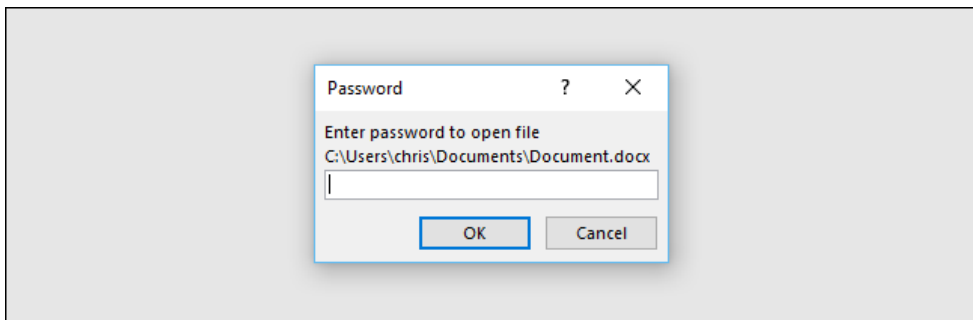 Password ?
Enter password to open file
C:\Users\chris\Documents\Document.docx
OK Cancel